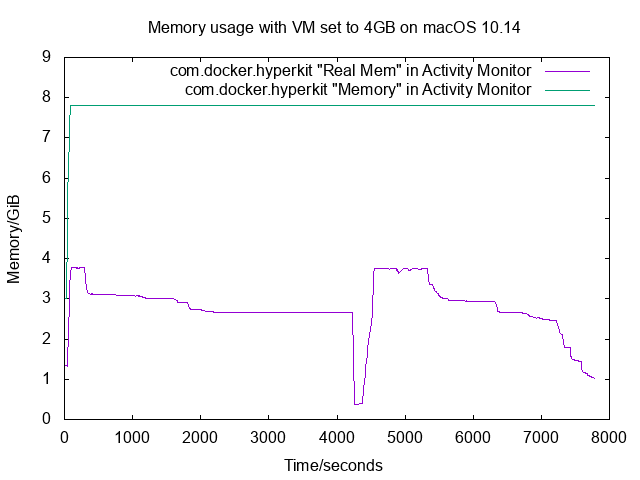 Memory usage with VM set to 4GB on macOS 10.14
9
com.docker.hyperkit "Real Mem" in Activity Monitor
com.docker.hyperkit "Memory" in Activity Monitor
8
7
6
5
4
3
2
1
0
Memory/GiB
0 1000 2000 3000 4000 5000 6000 7000 8000
Time/seconds